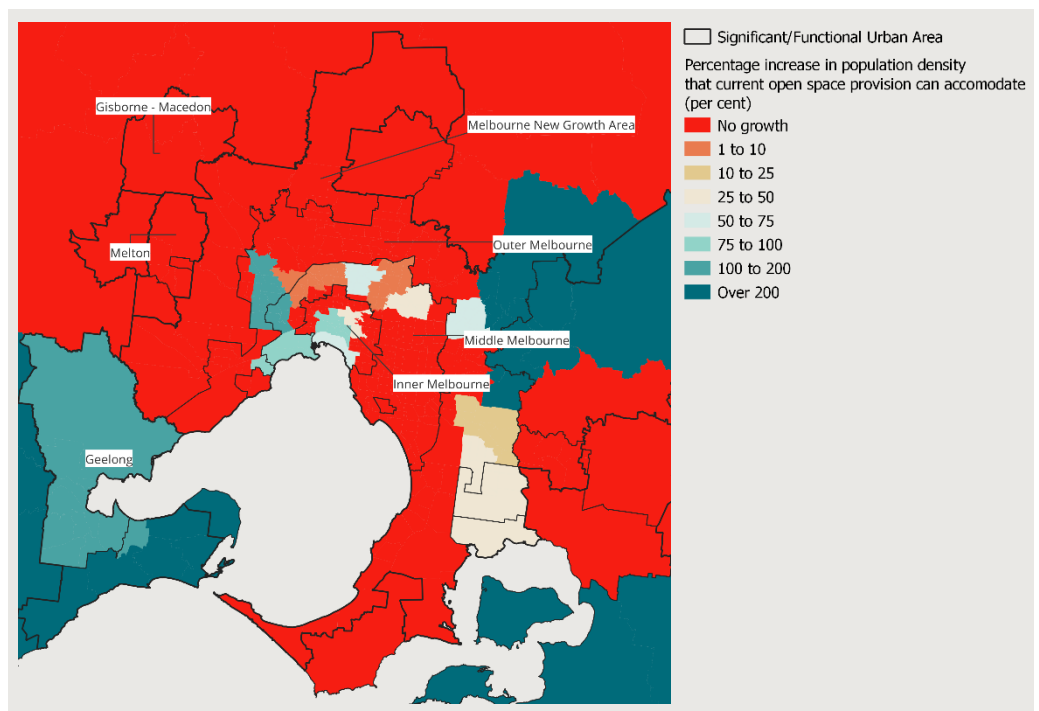 Significant/Functional Urban Area
Percentage increase in population density
that current open space provision can accomodate
(per cent)
No growth
1 to 10
10 to 25
25 to 50
50 to 75
75 to 100
100 to 200
Over 200
Gisborne - Macedon
Melbourne New Growth Area
Outer Melbourne
Melton
Middle Melbourne
Inner Melbourne
Geelong